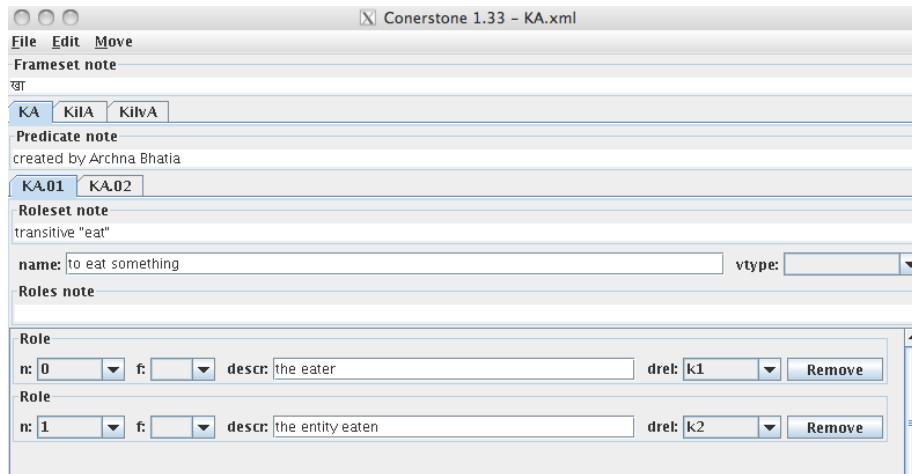 Conerstone 1.33 – KA.xml
File Edit Move
Frameset note
खा
KA KilA KilvA
Predicate note
created by Archna Bhatia
KA.01 KA.02
Roleset note
transitive "eat"
name: to eat something vtype:
Roles note
Role
n: 0 f: descr: the eater drel: k1 Remove
Role
n: 1 f: descr: the entity eaten drel: k2 Remove